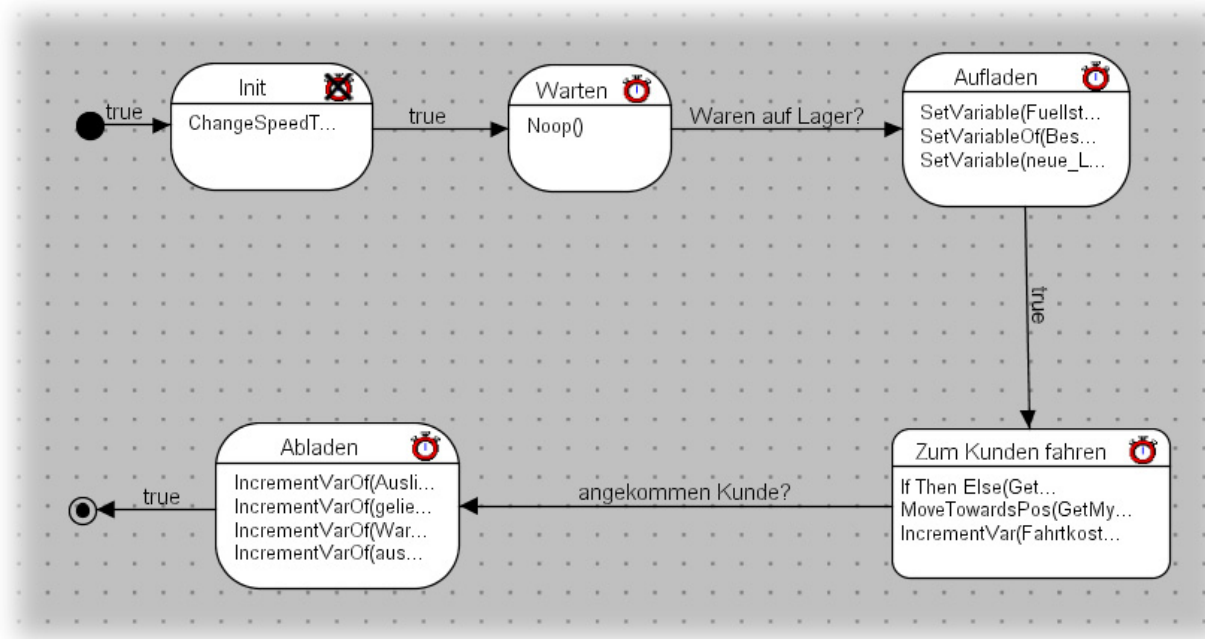 true
Init
ChangeSpeedT...
true
Warten
Noop()
Waren auf Lager?
Aufladen
SetVariable(Fuellst...
SetVariableOf(Bes...
SetVariable(neue_L...
true
Zum Kunden fahren
If Then Else(Get...
MoveTowardsPos(GetMy...
IncrementVar(Fahrtkost...
angekommen Kunde?
Abladen
IncrementVarOf(Ausli...
IncrementVarOf(gelie...
IncrementVarOf(War...
IncrementVarOf(aus...
true